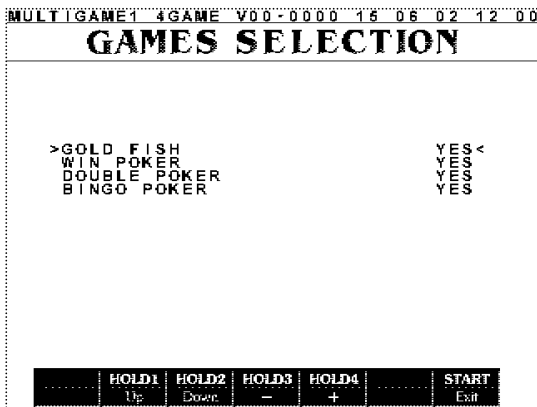 MULTIGAME1 4GAME V00-0000 15 06 02 12 00
GAMES SELECTION
>GOLD FISH YES<
WIN POKER YES
DOUBLE POKER YES
BINGO POKER YES
HOLD1 HOLD2 HOLD3 HOLD4 START
Up Down - + Exit